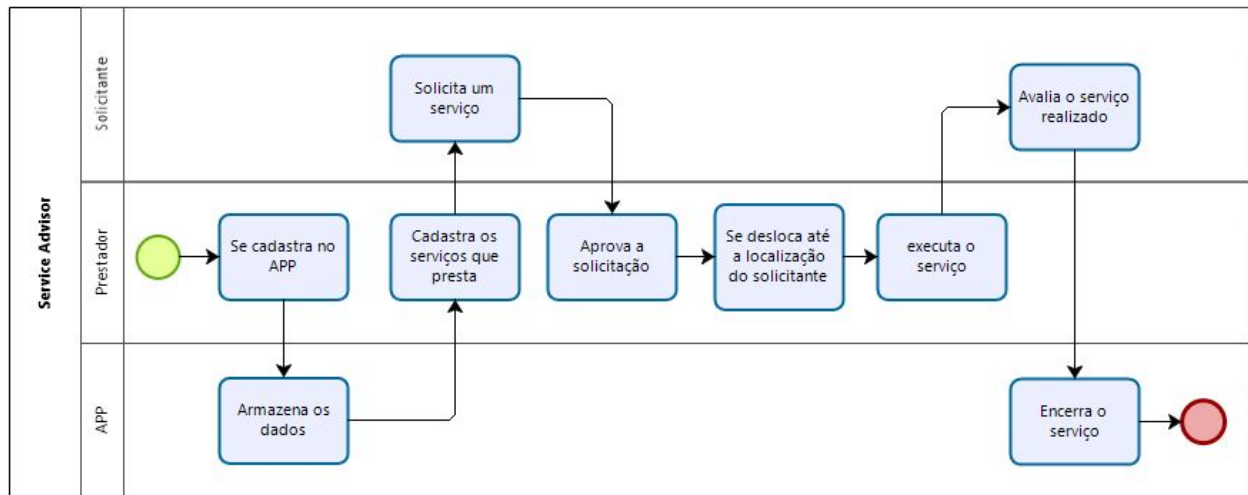 Service Advisor
Solicitante
Solicita um
serviço
Avalia o serviço
realizado
Prestador
Se cadastra no
APP
Cadastra os
serviços que
presta
Aprova a
solicitação
Se desloca até
a localização
do solicitante
executa o
serviço
APP
Armazena os
dados
Encerra o
serviço